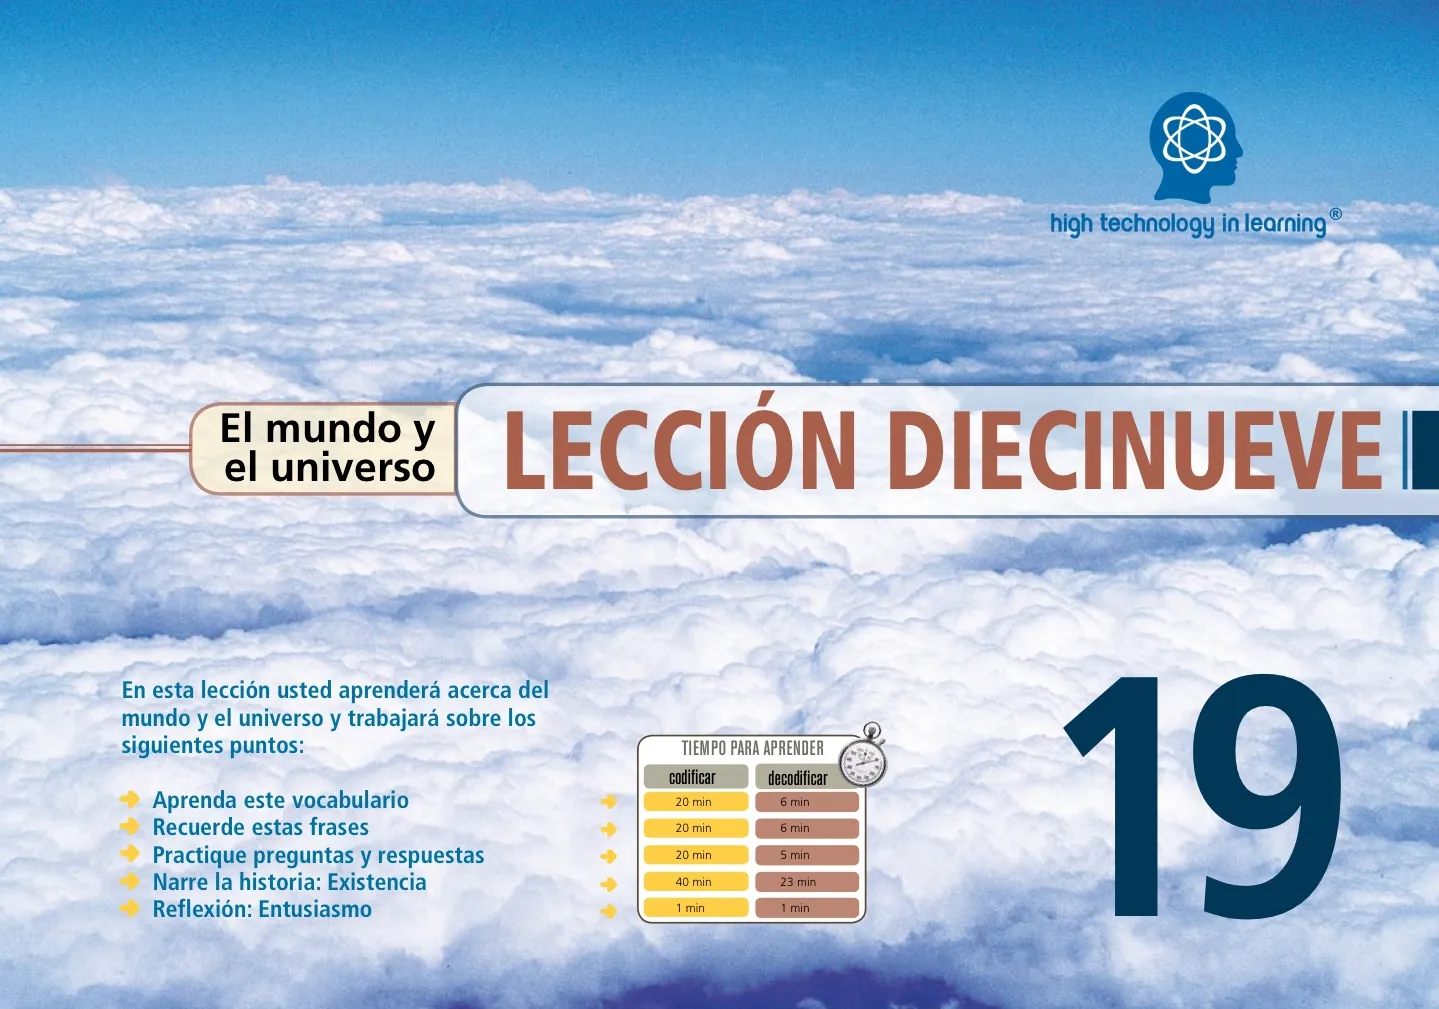 high technology in learning®
El mundo y
el universo
LECCIÓN DIECINUEVE
En esta lección usted aprenderá acerca del
mundo y el universo y trabajará sobre los
siguientes puntos:
Aprenda este vocabulario
Recuerde estas frases
Practique preguntas y respuestas
Narre la historia: Existencia
Reflexión: Entusiasmo
TIEMPO PARA APRENDER
codificar decodificar
20 min 6 min
20 min 6 min
20 min 5 min
40 min 23 min
1 min 1 min
19